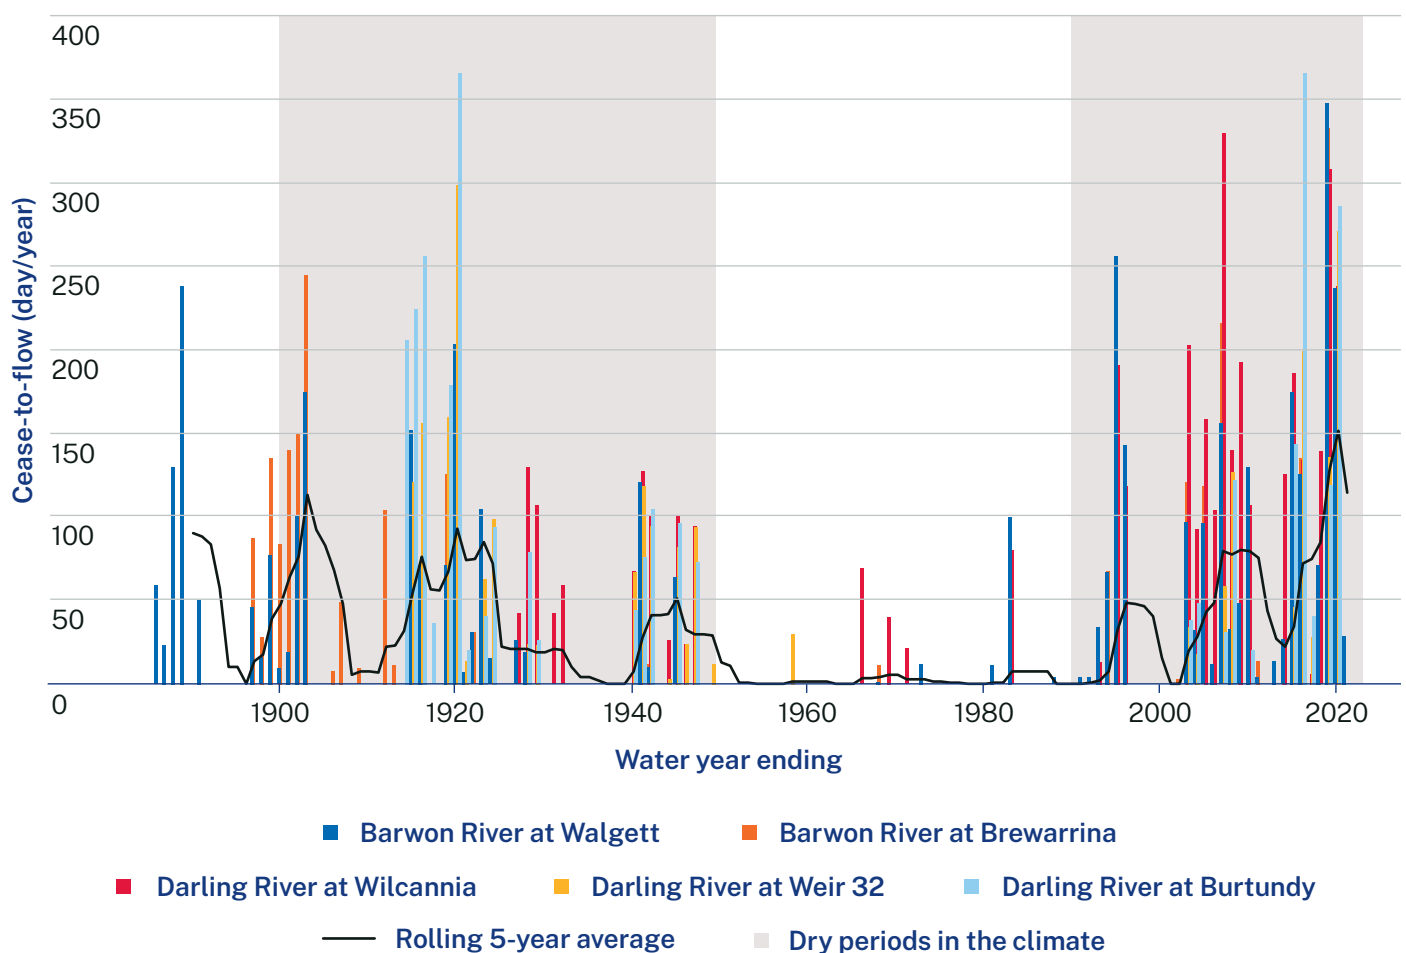 400
350
300
250
200
150
100
50
0
Cease-to-flow (day/year)
1900 1920 1940 1960 1980 2000 2020
Water year ending
Barwon River at Walgett Barwon River at Brewarrina
Darling River at Wilcannia Darling River at Weir 32 Darling River at Burtundy
Rolling 5-year average Dry periods in the climate